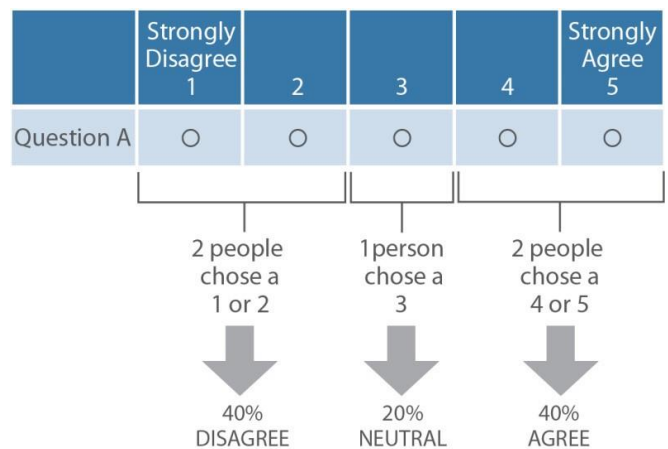 Strongly
Disagree
1
2
3
4
Strongly
Agree
5
Question A
2 people
chose a
1 or 2
1person
chose a
3
2 people
chose a
4 or 5
40%
DISAGREE
20%
NEUTRAL
40%
AGREE